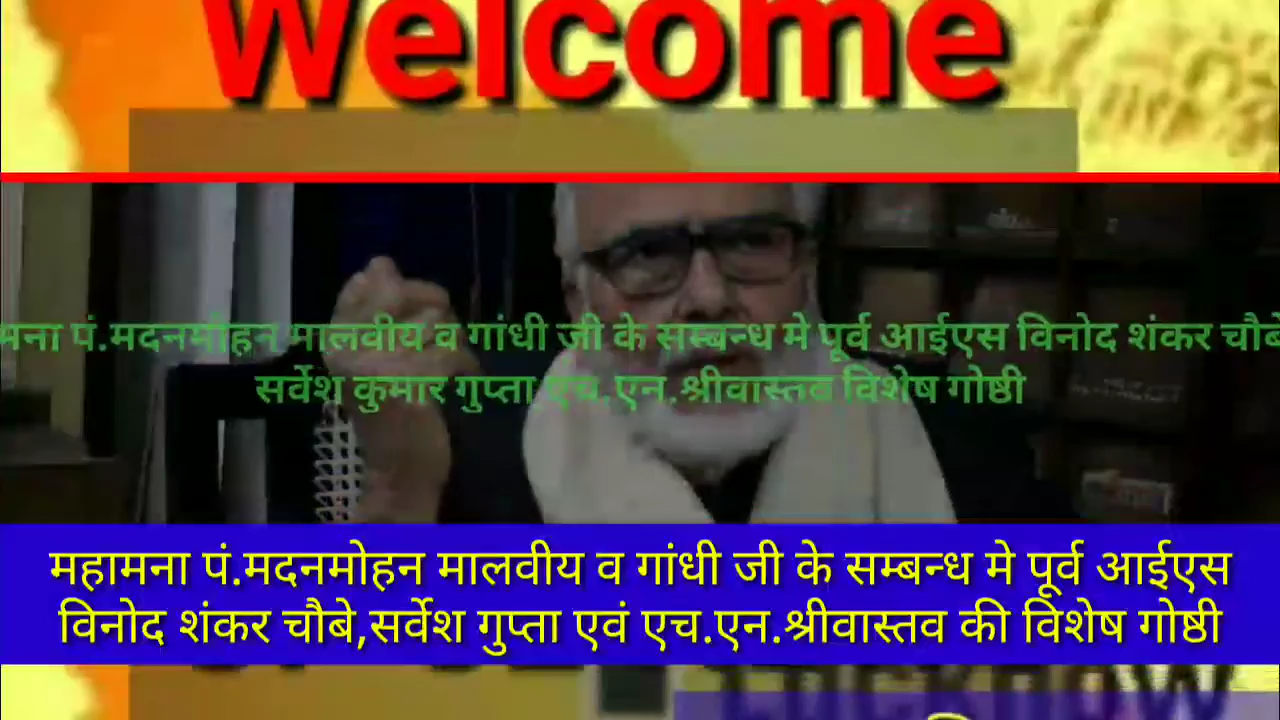 Welcome
मना पं.मदनमोहन मालवीय व गांधी जी के सम्बन्ध मे पूर्व आईएस विनोद शंकर चौबे
सर्वेश कुमार गुप्ता एच.एन.श्रीवास्तव विशेष गोष्ठी
महामना पं.मदनमोहन मालवीय व गांधी जी के सम्बन्ध मे पूर्व आईएस
विनोद शंकर चौबे,सर्वेश गुप्ता एवं एच.एन.श्रीवास्तव की विशेष गोष्ठी
Lucknow